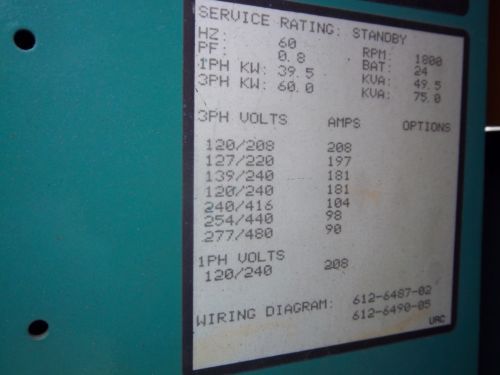 SERVICE RATING: STANDBY
HZ: 60 RPM: 1800
PF: 0.8 BAT: 24
1PH KW: 39.5 KVA: 49.5
3PH KW: 60.0 KVA: 75.0
3PH VOLTS AMPS OPTIONS
120/208 208
127/220 197
139/240 181
120/240 181
240/416 104
254/440 98
277/480 90
1PH VOLTS
120/240 208
WIRING DIAGRAM: 612-6487-02
612-6490-05
URC